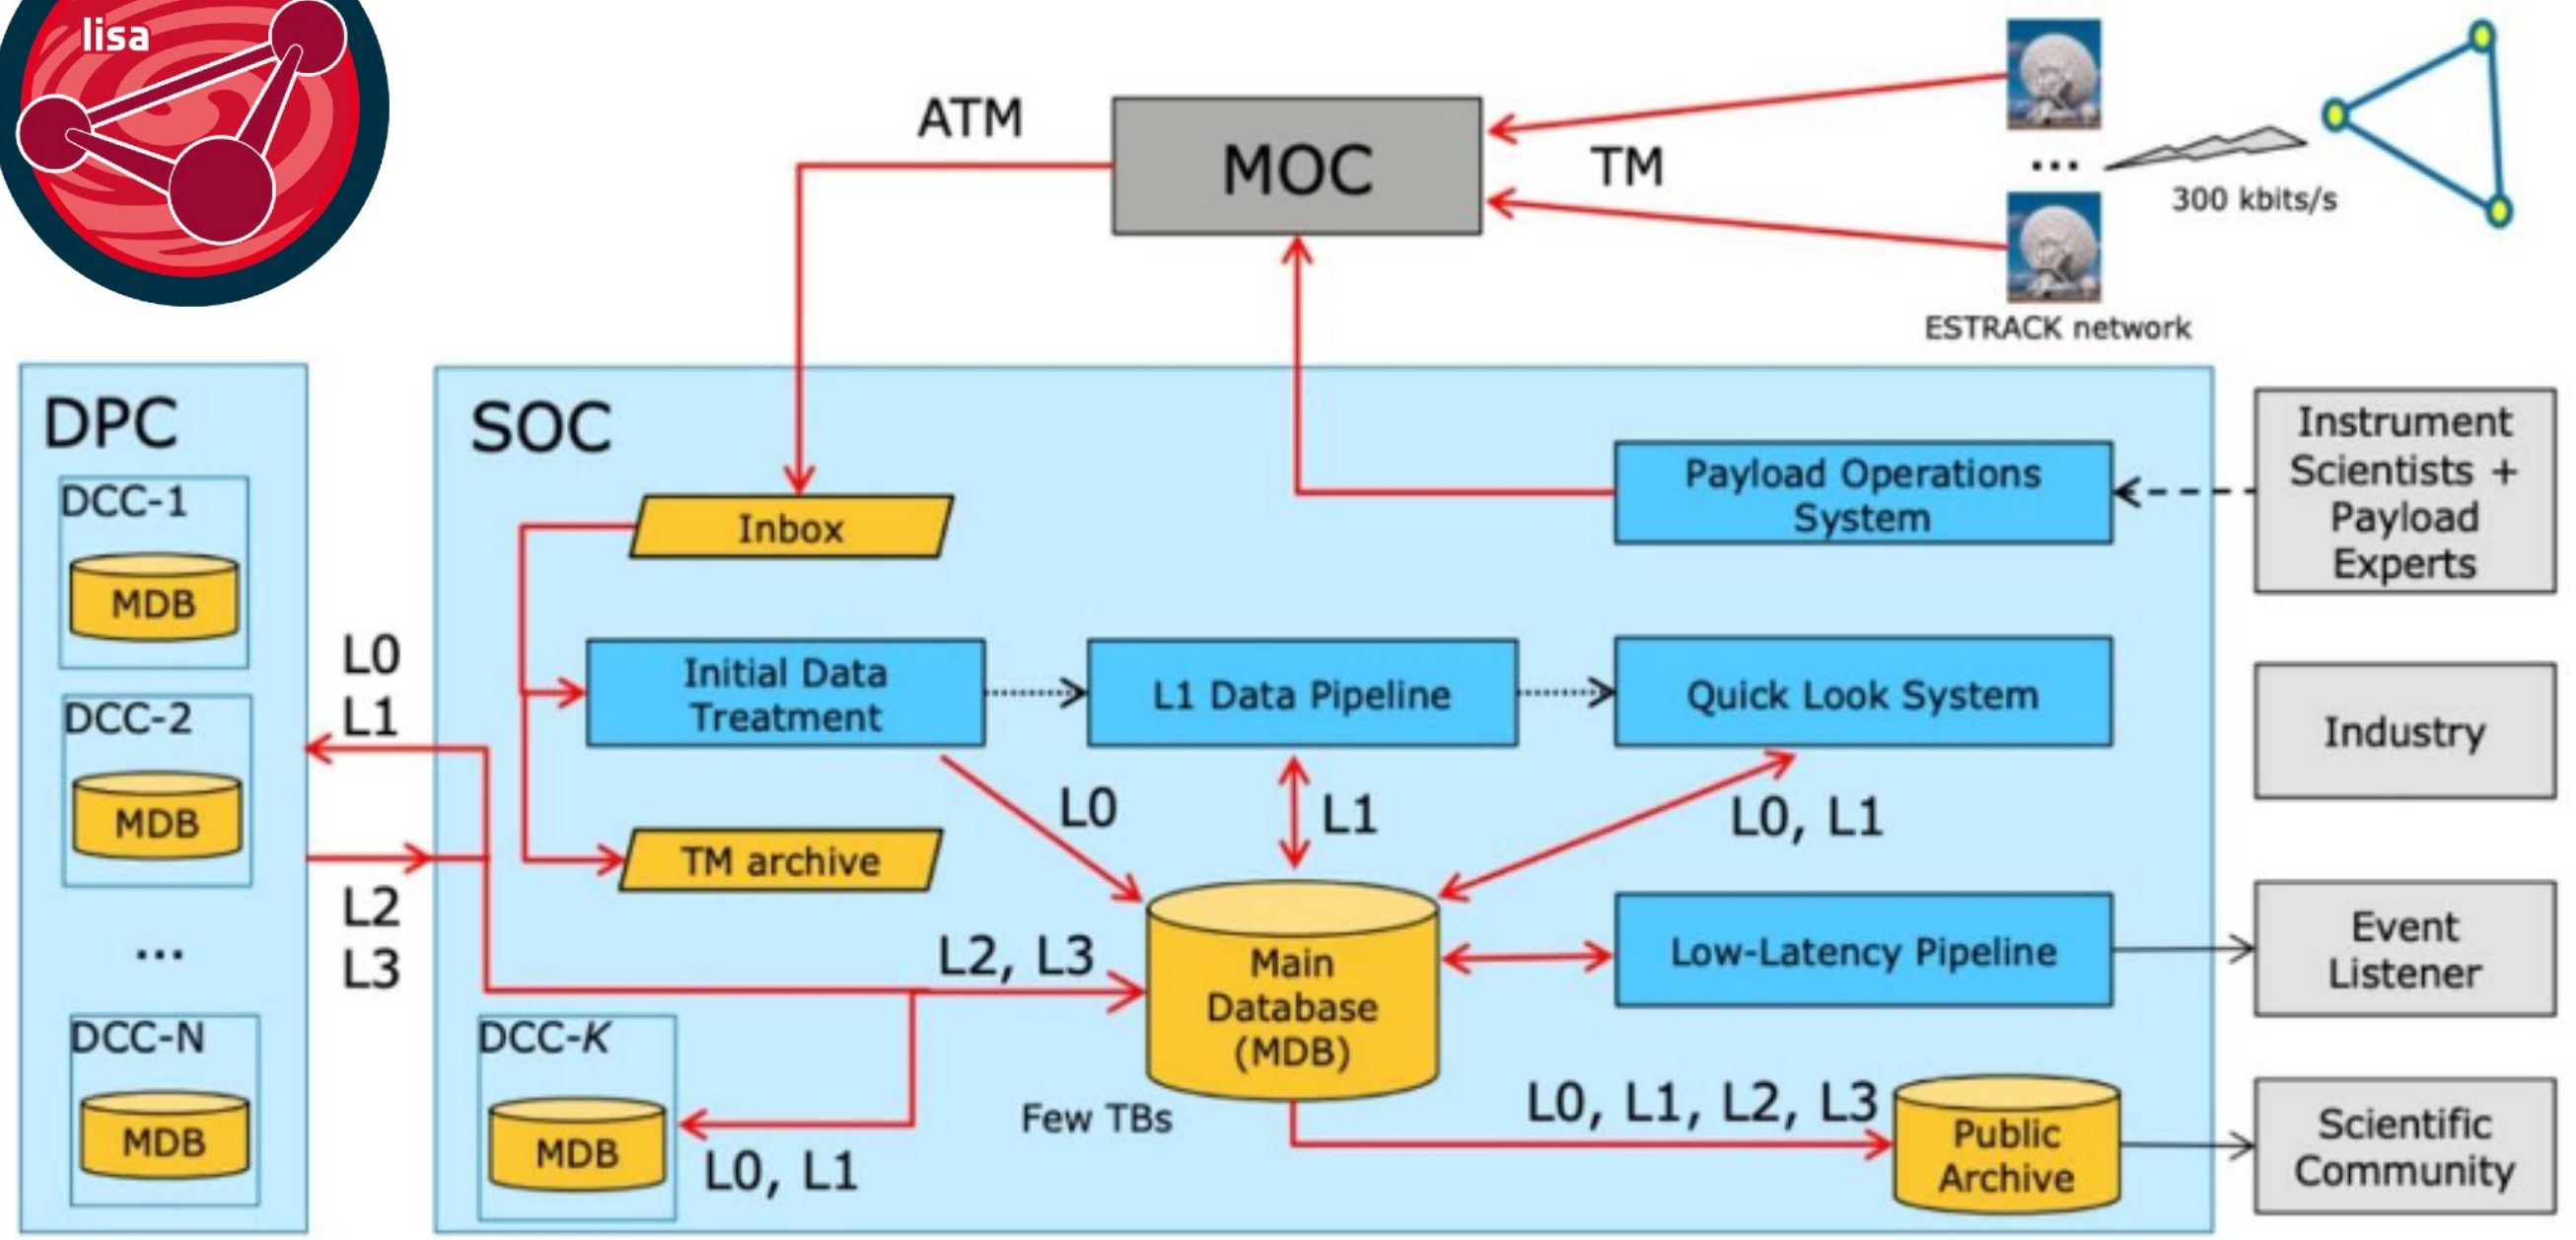 lisa
ATM
MOC
TM
...
300 kbits/s
ESTRACK network
DPC
DCC-1
MDB
DCC-2
MDB
...
DCC-N
MDB
L0
L1
L2
L3
SOC
Inbox
Payload Operations
System
Initial Data
Treatment
L1 Data Pipeline
Quick Look System
L0
L1
L0, L1
TM archive
L2, L3
Main
Database
(MDB)
Low-Latency Pipeline
DCC-K
MDB
L0, L1
Few TBs
L0, L1, L2, L3
Public
Archive
Instrument
Scientists +
Payload
Experts
Industry
Event
Listener
Scientific
Community